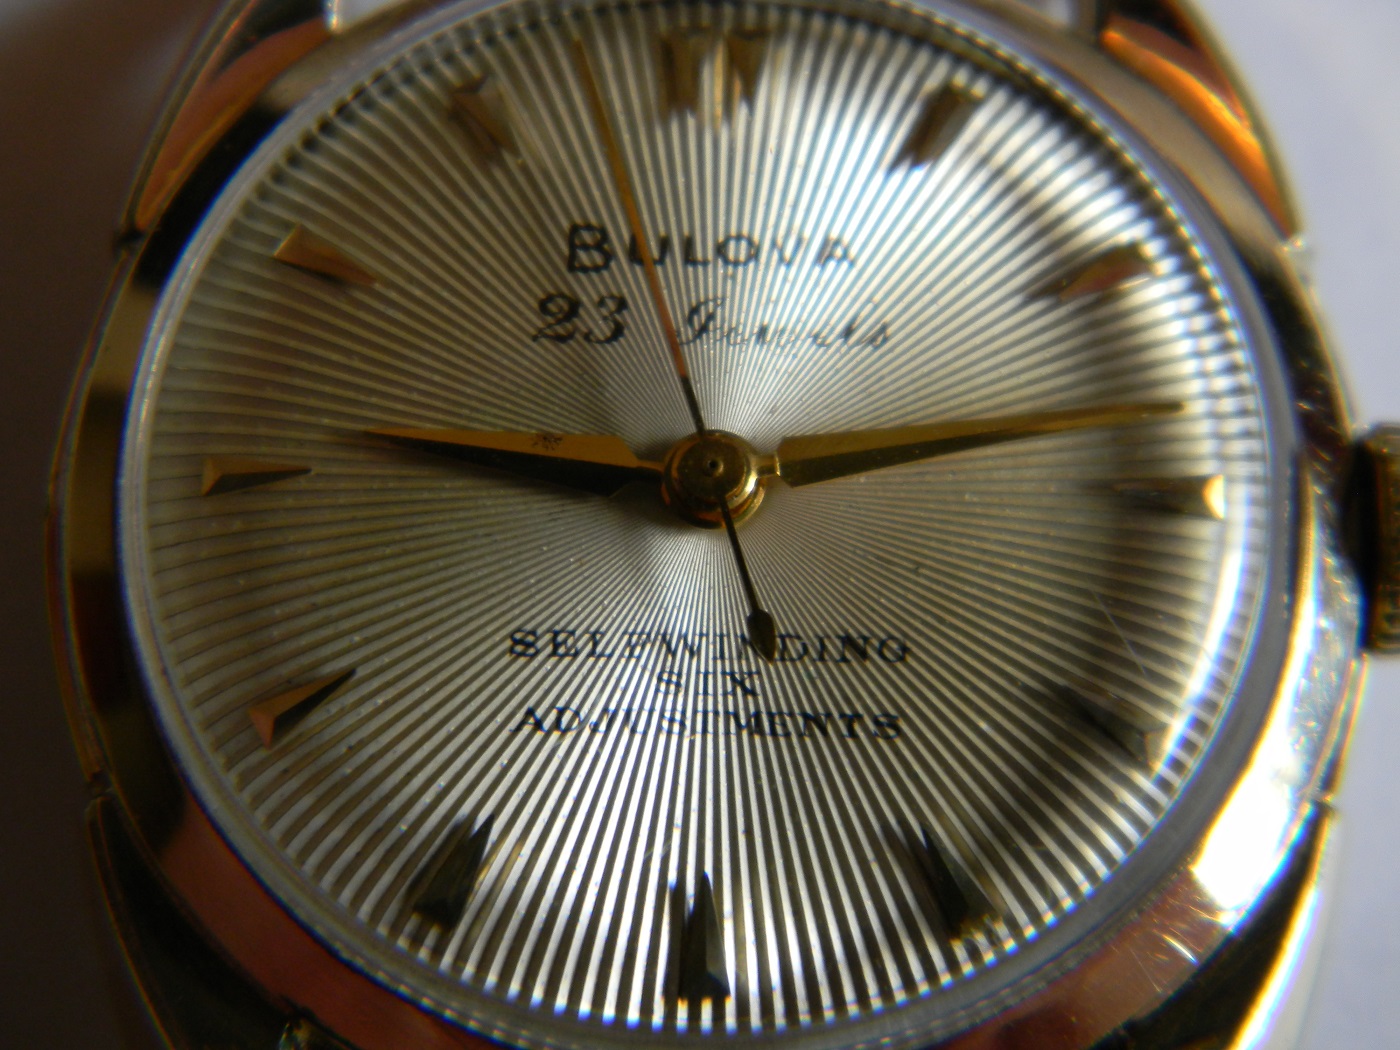 BULOVA
23 Jewels
SELFWINDING
SIX
ADJUSTMENTS